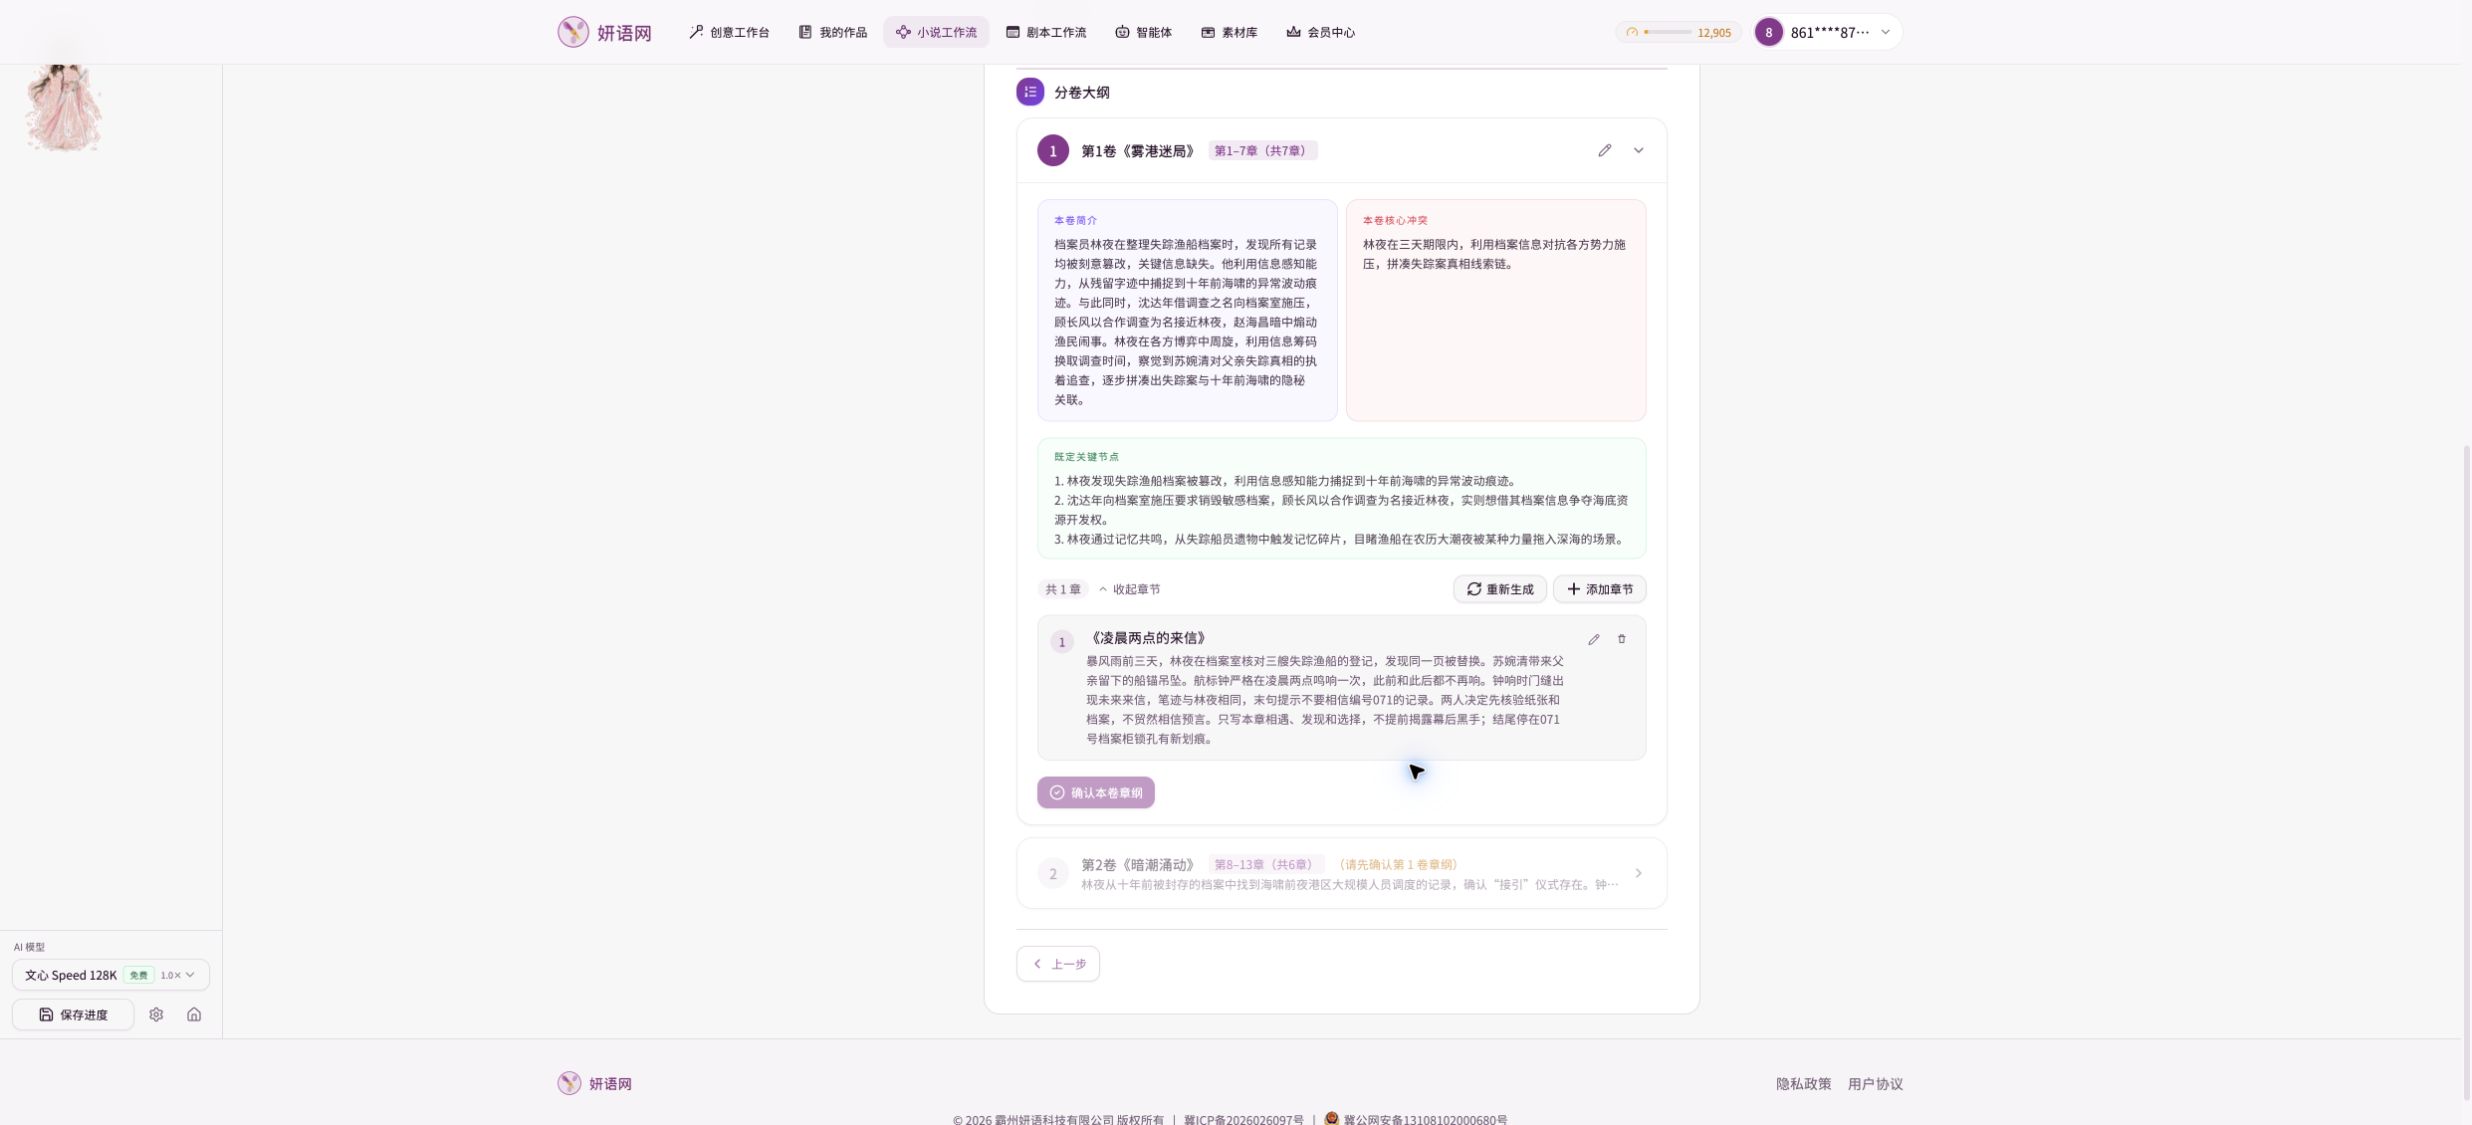 妍语网
创意工作台
我的作品
小说工作流
剧本工作流
智能体
素材库
会员中心
12,905
8
861****87…
分卷大纲
1
第1卷《雾港迷局》
第1–7章（共7章）
本卷简介
档案员林夜在整理失踪渔船档案时，发现所有记录
均被刻意篡改，关键信息缺失。他利用信息感知能
力，从残留字迹中捕捉到十年前海啸的异常波动痕
迹。与此同时，沈达年借调查之名向档案室施压，
顾长风以合作调查为名接近林夜，赵海昌暗中煽动
渔民闹事。林夜在各方博弈中周旋，利用信息筹码
换取调查时间，察觉到苏婉清对父亲失踪真相的执
着追查，逐步拼凑出失踪案与十年前海啸的隐秘
关联。
本卷核心冲突
林夜在三天期限内，利用档案信息对抗各方势力施
压，拼凑失踪案真相线索链。
既定关键节点
1. 林夜发现失踪渔船档案被篡改，利用信息感知能力捕捉到十年前海啸的异常波动痕迹。
2. 沈达年向档案室施压要求销毁敏感档案，顾长风以合作调查为名接近林夜，实则想借其档案信息争夺海底资
源开发权。
3. 林夜通过记忆共鸣，从失踪船员遗物中触发记忆碎片，目睹渔船在农历大潮夜被某种力量拖入深海的场景。
共 1 章
收起章节
重新生成
添加章节
1
《凌晨两点的来信》
暴风雨前三天，林夜在档案室核对三艘失踪渔船的登记，发现同一页被替换。苏婉清带来父
亲留下的船锚吊坠。航标钟严格在凌晨两点鸣响一次，此前和此后都不再响。钟响时门缝出
现未来来信，笔迹与林夜相同，末句提示不要相信编号071的记录。两人决定先核验纸张和
档案，不贸然相信预言。只写本章相遇、发现和选择，不提前揭露幕后黑手；结尾停在071
号档案柜锁孔有新划痕。
确认本卷章纲
2
第2卷《暗潮涌动》
第8–13章（共6章）
（请先确认第 1 卷章纲）
林夜从十年前被封存的档案中找到海啸前夜港区大规模人员调度的记录，确认“接引”仪式存在。钟…
上一步
AI 模型
文心 Speed 128K
免费
1.0×
保存进度
妍语网
隐私政策
用户协议
© 2026 霸州妍语科技有限公司 版权所有 | 冀ICP备2026026097号 | 冀公网安备13108102000680号